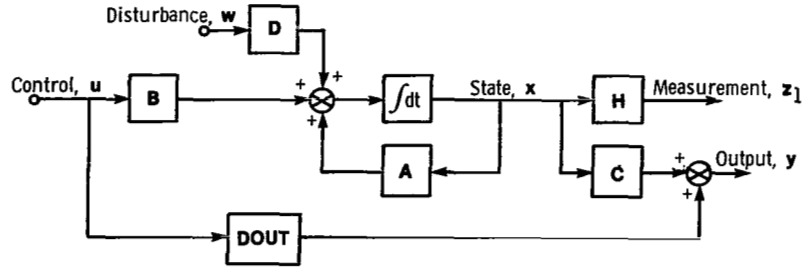 Disturbance, w
D
Control, u
B
+
+
+
∫dt
State, x
H
Measurement, z1
A
C
+
+
Output, y
DOUT